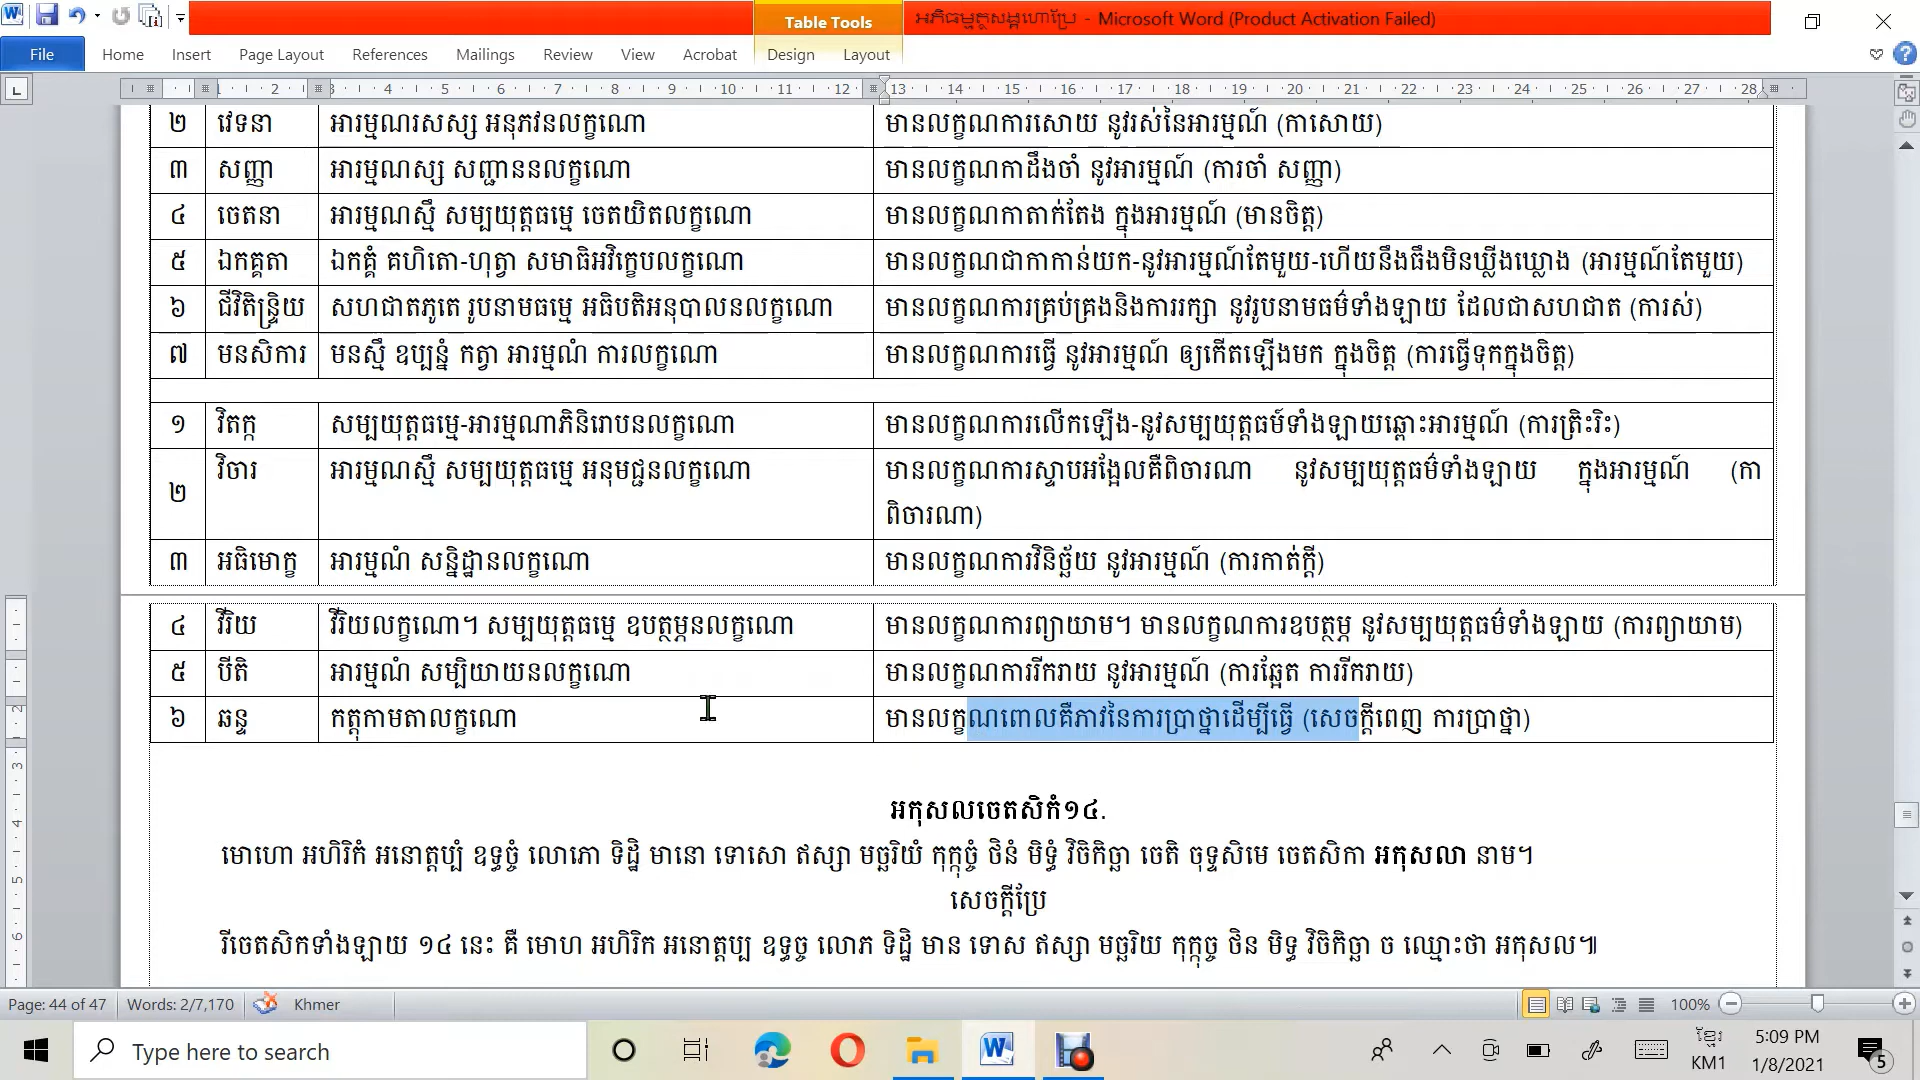 Table Tools
អភិធម្មត្ថសង្គហោប្រែ - Microsoft Word (Product Activation Failed)
File Home Insert Page Layout References Mailings Review View Acrobat Design Layout
២ វេទនា អារម្មណរសស្ស អនុភវនលក្ខណោ មានលក្ខណការសោយ នូវរស់នៃអារម្មណ៍ (កាសោយ)
៣ សញ្ញា អារម្មណស្ស សញ្ជាននលក្ខណោ មានលក្ខណកាដឹងចាំ នូវអារម្មណ៍ (ការចាំ សញ្ញា)
៤ ចេតនា អារម្មណស្មឹ សម្បយុត្តធម្មេ ចេតយិតលក្ខណោ មានលក្ខណកាតាក់តែង ក្នុងអារម្មណ៍ (មានចិត្ត)
៥ ឯកគ្គតា ឯកគ្គំ គហិតោ-ហុត្វា សមាធិអវិក្ខេបលក្ខណោ មានលក្ខណជាកាកាន់យក-នូវអារម្មណ៍តែមួយ-ហើយនឹងធឹងមិនឃ្លីងឃ្លោង (អារម្មណ៍តែមួយ)
៦ ជីវិតិន្ទ្រិយ សហជាតភូតេ រូបនាមធម្មេ អធិបតិអនុបាលនលក្ខណោ មានលក្ខណការគ្រប់គ្រងនិងការរក្សា នូវរូបនាមធម៌ទាំងឡាយ ដែលជាសហជាត (ការស់)
៧ មនសិការ មនស្មឹ ឧប្បន្នំ កត្វា អារម្មណំ ការលក្ខណោ មានលក្ខណការធ្វើ នូវអារម្មណ៍ ឲ្យកើតឡើងមក ក្នុងចិត្ត (ការធ្វើទុកក្នុងចិត្ត)
១ វិតក្ក សម្បយុត្តធម្មេ-អារម្មណាភិនិរោបនលក្ខណោ មានលក្ខណការលើកឡើង-នូវសម្បយុត្តធម៍ទាំងឡាយឆ្ពោះអារម្មណ៍ (ការត្រិះរិះ)
២ វិចារ អារម្មណស្មឹ សម្បយុត្តធម្មេ អនុមជ្ជនលក្ខណោ មានលក្ខណការស្ទាបអង្អែលគឺពិចារណា នូវសម្បយុត្តធម៌ទាំងឡាយ ក្នុងអារម្មណ៍ (កា
ពិចារណា)
៣ អធិមោក្ខ អារម្មណំ សន្និដ្ឋានលក្ខណោ មានលក្ខណការវិនិច្ឆ័យ នូវអារម្មណ៍ (ការកាត់ក្ដី)
៤ វីរិយ វីរិយលក្ខណោ។ សម្បយុត្តធម្មេ ឧបត្ថម្ភនលក្ខណោ មានលក្ខណការព្យាយាម។ មានលក្ខណការឧបត្ថម្ភ នូវសម្បយុត្តធម៌ទាំងឡាយ (ការព្យាយាម)
៥ បីតិ អារម្មណំ សម្បិយាយនលក្ខណោ មានលក្ខណការរីករាយ នូវអារម្មណ៍ (ការឆ្អែត ការរីករាយ)
៦ ឆន្ទ កត្តុកាមតាលក្ខណោ មានលក្ខណពោលគឺភាវនៃការប្រាថ្នាដើម្បីធ្វើ (សេចក្ដីពេញ ការប្រាថ្នា)
អកុសលចេតសិកំ១៤.
មោហោ អហិរិកំ អនោត្តប្បំ ឧទ្ធច្ចំ លោភោ ទិដ្ឋិ មានោ ទោសោ ឥស្សា មច្ឆរិយំ កុក្កុច្ចំ ថិនំ មិទ្ធំ វិចិកិច្ឆា ចេតិ ចុទ្ទសិមេ ចេតសិកា អកុសលា នាម។
សេចក្ដីប្រែ
រីចេតសិកទាំងឡាយ ១៤ នេះ គឺ មោហ អហិរិក អនោត្តប្ប ឧទ្ធច្ច លោភ ទិដ្ឋិ មាន ទោស ឥស្សា មច្ឆរិយ កុក្កុច្ច ថិន មិទ្ធ វិចិកិច្ឆា ច ឈ្មោះថា អកុសល៕
Page: 44 of 47 Words: 2/7,170 Khmer 100%
Type here to search
ខ្មែរ
KM1
5:09 PM
1/8/2021
5